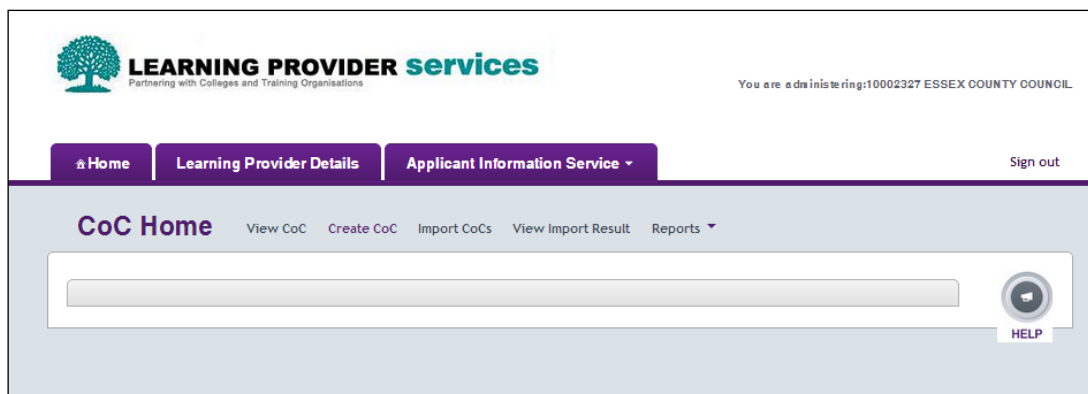 LEARNING PROVIDER services
Partnering with Colleges and Training Organisations
You are administering:10002327 ESSEX COUNTY COUNCIL
Home Learning Provider Details Applicant Information Service Sign out
CoC Home View CoC Create CoC Import CoCs View Import Result Reports
HELP